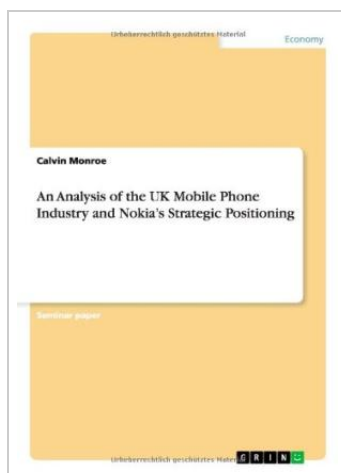 Urheberrechtlich geschütztes Material
Economy
Calvin Monroe
An Analysis of the UK Mobile Phone
Industry and Nokia's Strategic Positioning
Seminar paper
Urheberrechtlich geschütztes Mater
GRIN